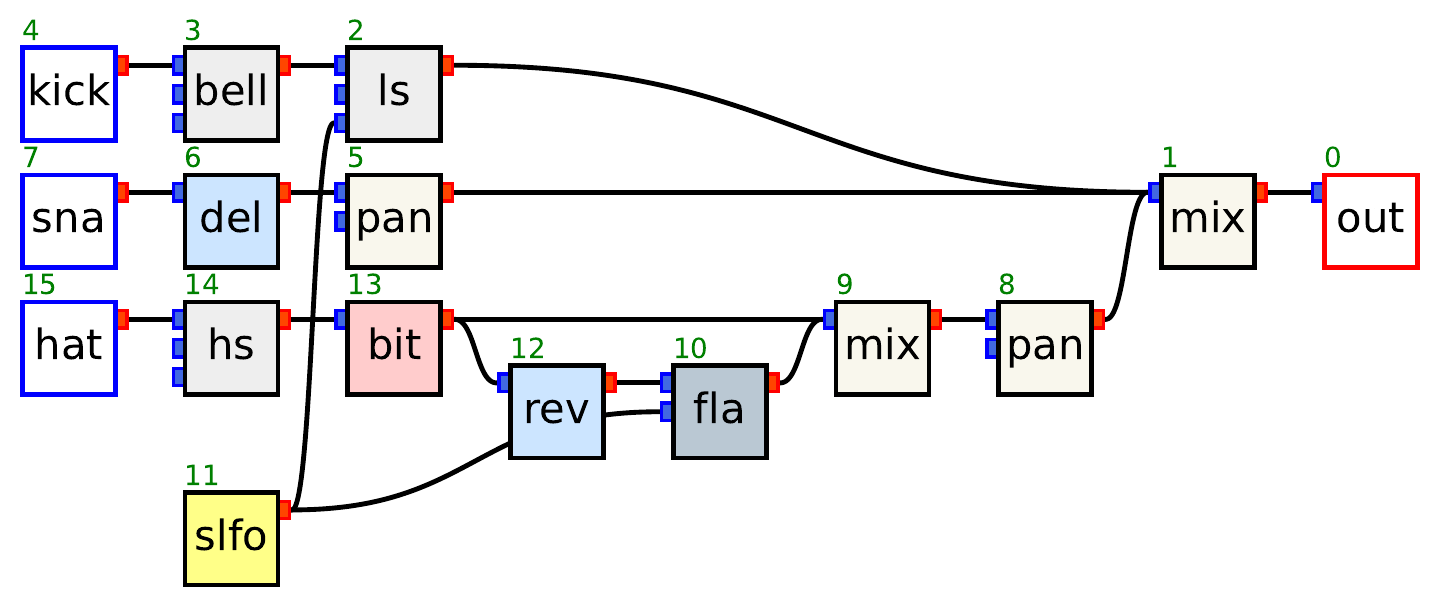 4 3 2
kick bell ls
7 6 5 1 0
sna del pan mix out
15 14 13 9 8
hat hs bit mix pan
12 10
rev fla
11
slfo